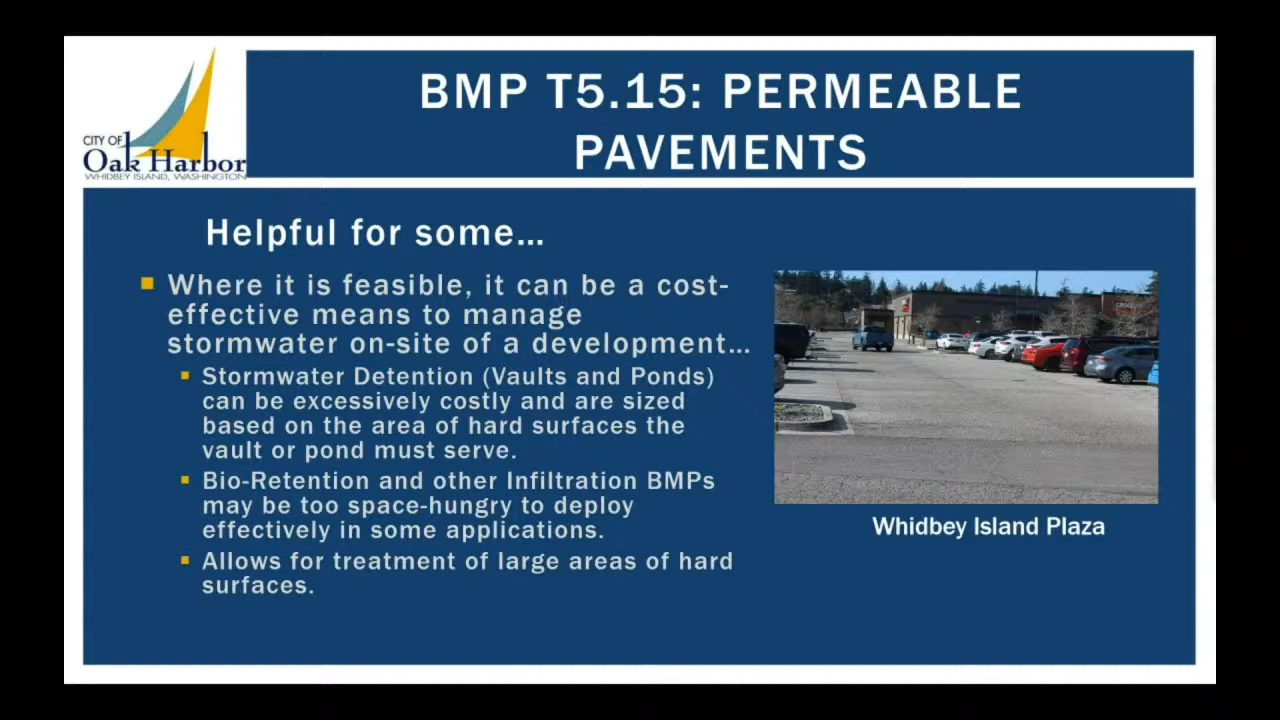 BMP T5.15: PERMEABLE
PAVEMENTS
CITY OF
Oak Harbor
WHIDBEY ISLAND, WASHINGTON
Helpful for some…
Where it is feasible, it can be a cost-
effective means to manage
stormwater on-site of a development…
Stormwater Detention (Vaults and Ponds)
can be excessively costly and are sized
based on the area of hard surfaces the
vault or pond must serve.
Bio-Retention and other Infiltration BMPs
may be too space-hungry to deploy
effectively in some applications.
Allows for treatment of large areas of hard
surfaces.
Whidbey Island Plaza